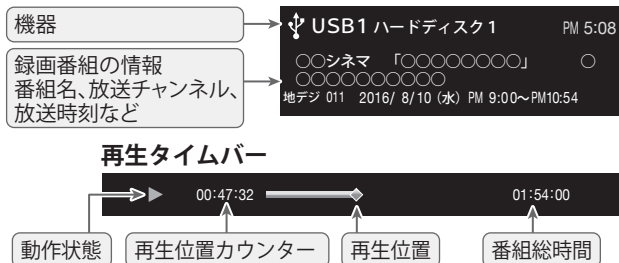 機器
USB1 ハードディスク1 PM 5:08
録画番組の情報
番組名、放送チャンネル、
放送時刻など
○○シネマ 「○○○○○○○○」 ○
○○○○○○○○○○
地デジ 011 2016/ 8/10 (水) PM 9:00~PM10:54
再生タイムバー
00:47:32 01:54:00
動作状態 再生位置カウンター 再生位置 番組総時間